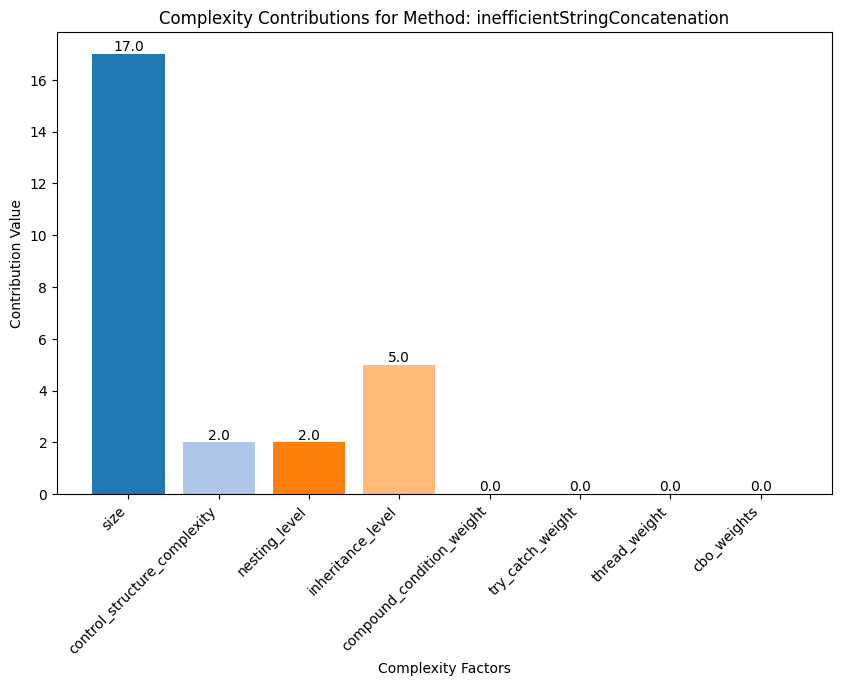 Complexity Contributions for Method: inefficientStringConcatenation
Contribution Value
16
14
12
10
8
6
4
2
0
17.0
2.0
2.0
5.0
0.0
0.0
0.0
0.0
size
control_structure_complexity
nesting_level
inheritance_level
compound_condition_weight
try_catch_weight
thread_weight
cbo_weights
Complexity Factors